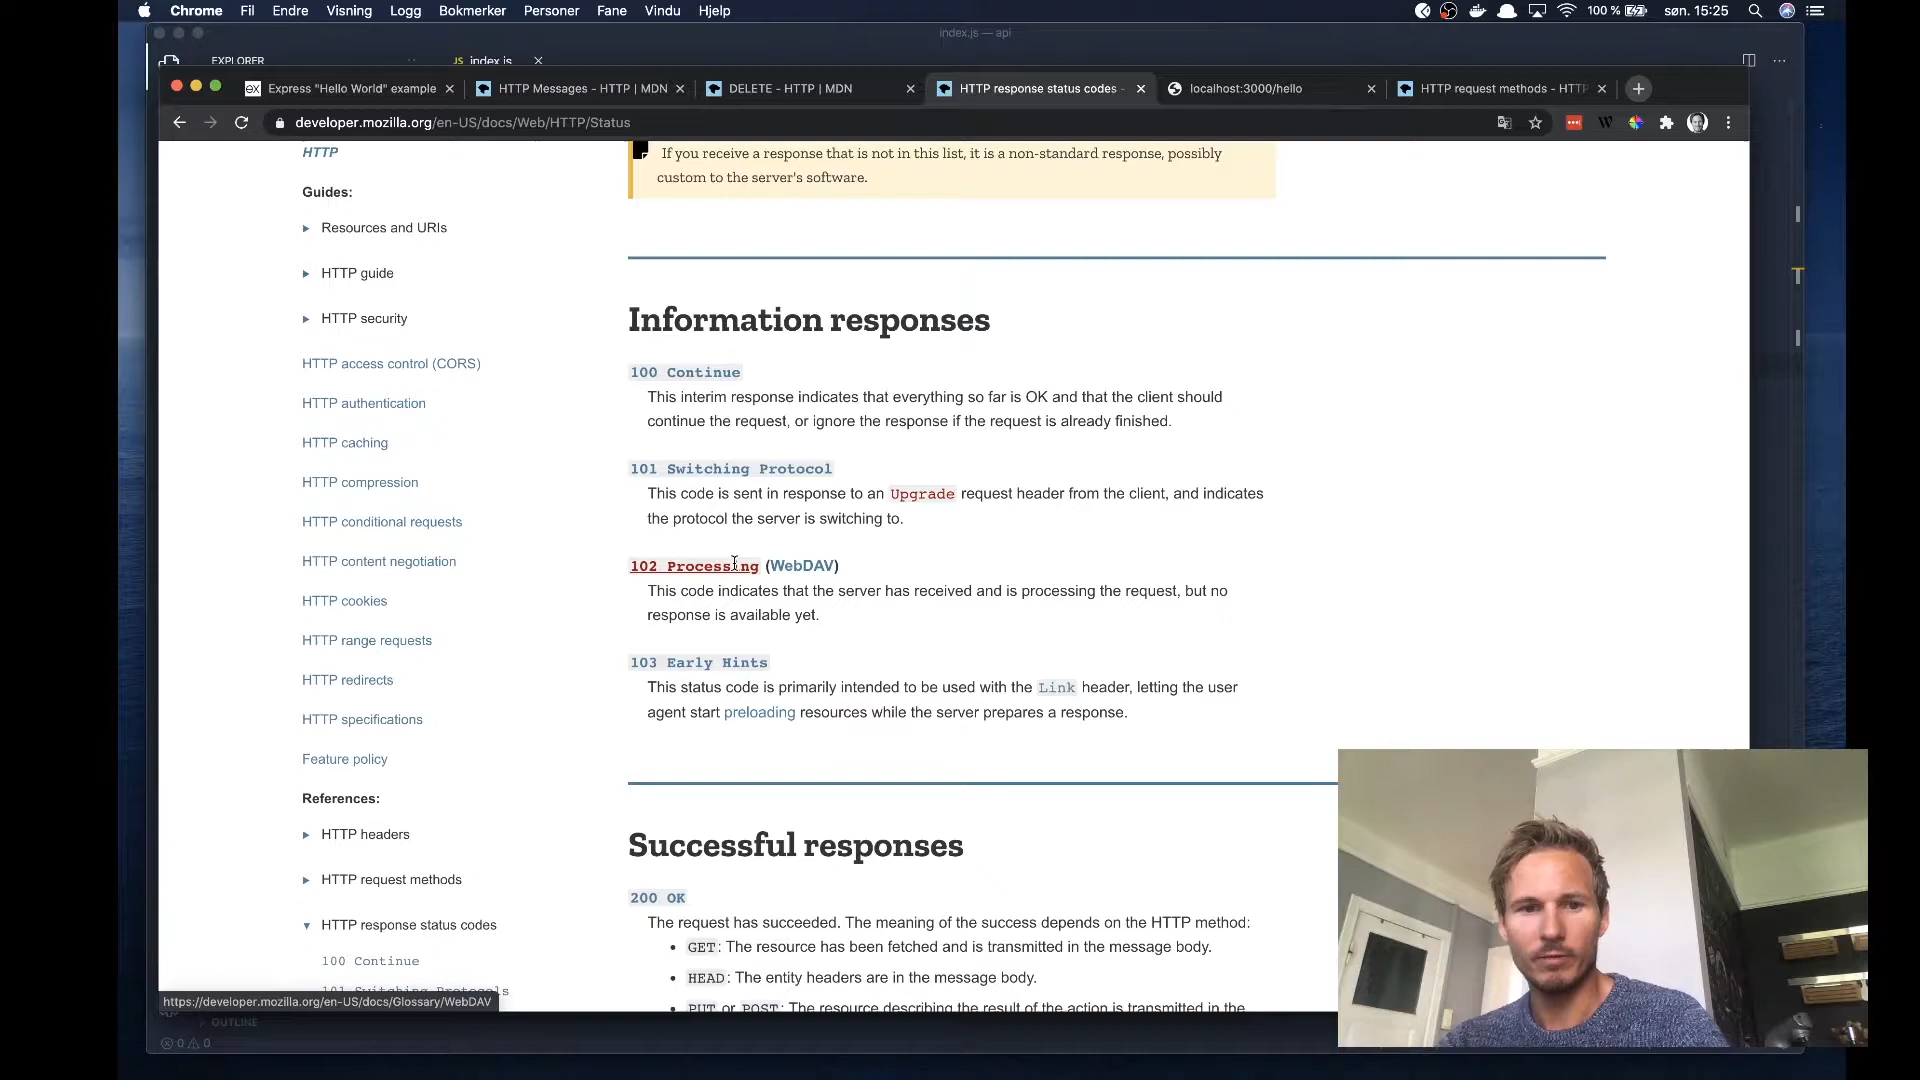 Chrome Fil Endre Visning Logg Bokmerker Personer Fane Vindu Hjelp 100 % søn. 15:25
index.js — api
EXPLORER JS index.js
Express "Hello World" example HTTP Messages - HTTP | MDN DELETE - HTTP | MDN HTTP response status codes - localhost:3000/hello HTTP request methods - HTTP
developer.mozilla.org/en-US/docs/Web/HTTP/Status
HTTP
Guides:
Resources and URIs
HTTP guide
HTTP security
HTTP access control (CORS)
HTTP authentication
HTTP caching
HTTP compression
HTTP conditional requests
HTTP content negotiation
HTTP cookies
HTTP range requests
HTTP redirects
HTTP specifications
Feature policy
References:
HTTP headers
HTTP request methods
HTTP response status codes
100 Continue
101 Switching Protocols
If you receive a response that is not in this list, it is a non-standard response, possibly
custom to the server's software.
Information responses
100 Continue
This interim response indicates that everything so far is OK and that the client should
continue the request, or ignore the response if the request is already finished.
101 Switching Protocol
This code is sent in response to an Upgrade request header from the client, and indicates
the protocol the server is switching to.
102 Processing (WebDAV)
This code indicates that the server has received and is processing the request, but no
response is available yet.
103 Early Hints
This status code is primarily intended to be used with the Link header, letting the user
agent start preloading resources while the server prepares a response.
Successful responses
200 OK
The request has succeeded. The meaning of the success depends on the HTTP method:
• GET: The resource has been fetched and is transmitted in the message body.
• HEAD: The entity headers are in the message body.
• PUT or POST: The resource describing the result of the action is transmitted in the
https://developer.mozilla.org/en-US/docs/Glossary/WebDAV
OUTLINE
0 0